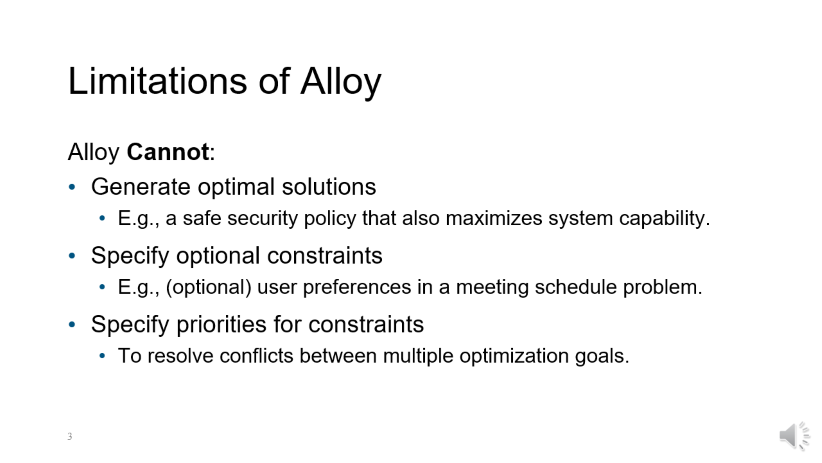 Limitations of Alloy
Alloy Cannot:
• Generate optimal solutions
• E.g., a safe security policy that also maximizes system capability.
• Specify optional constraints
• E.g., (optional) user preferences in a meeting schedule problem.
• Specify priorities for constraints
• To resolve conflicts between multiple optimization goals.
3